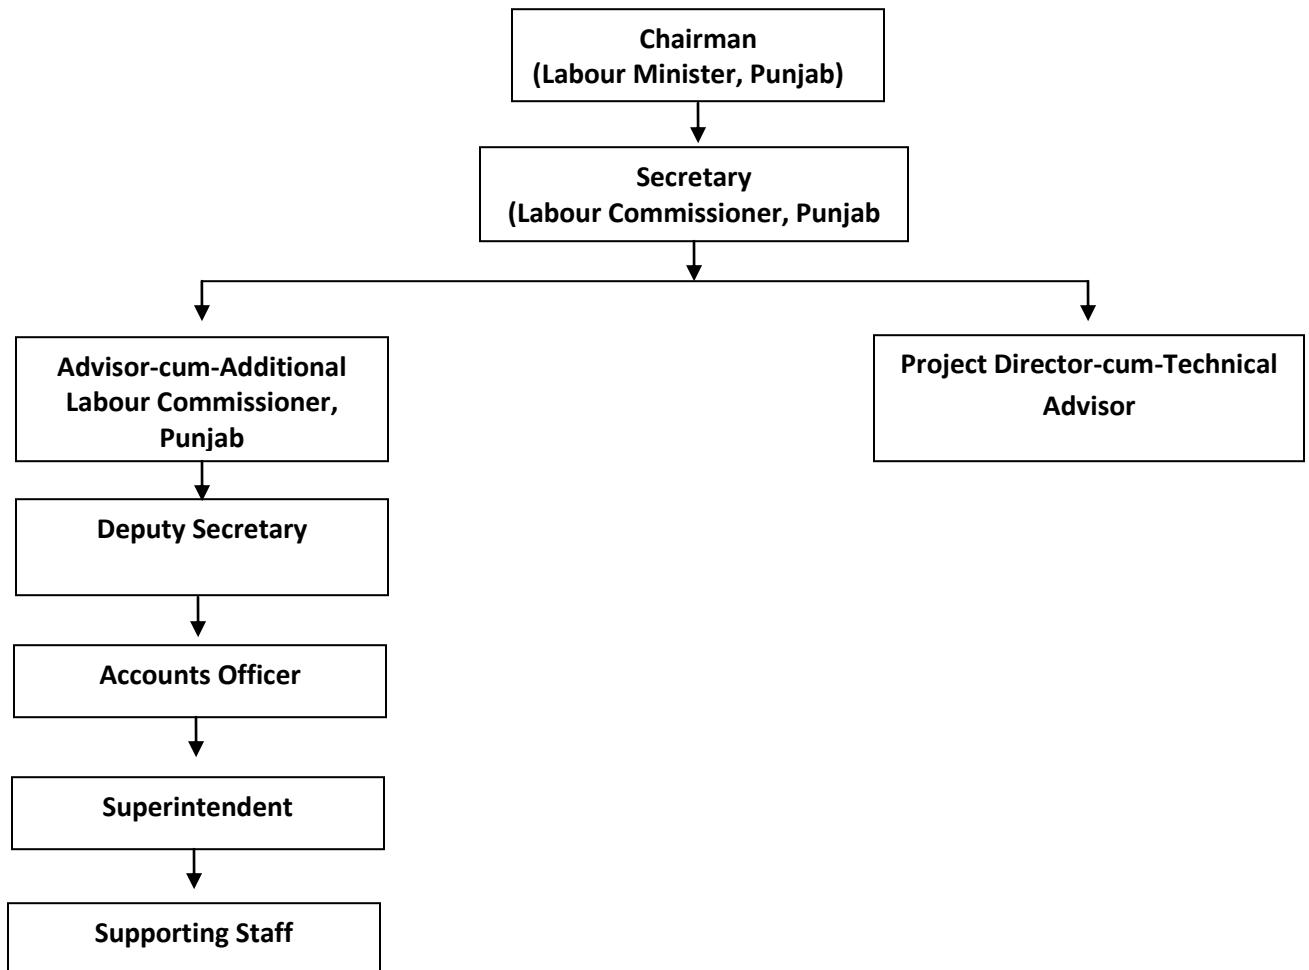 Chairman
(Labour Minister, Punjab)
Secretary
(Labour Commissioner, Punjab
Advisor-cum-Additional
Labour Commissioner,
Punjab
Project Director-cum-Technical
Advisor
Deputy Secretary
Accounts Officer
Superintendent
Supporting Staff